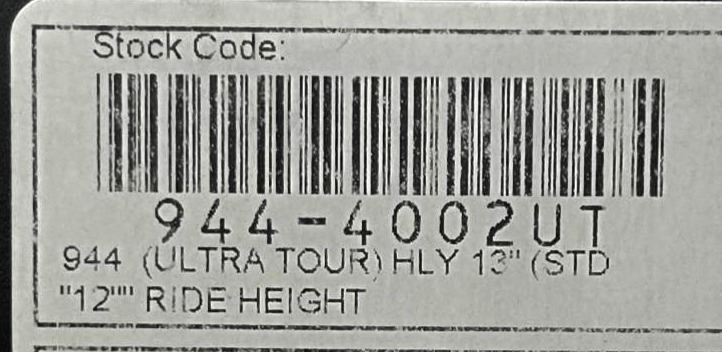 Stock Code:
944-4002UT
944 (ULTRA TOUR) HLY 13" (STD
"12"" RIDE HEIGHT